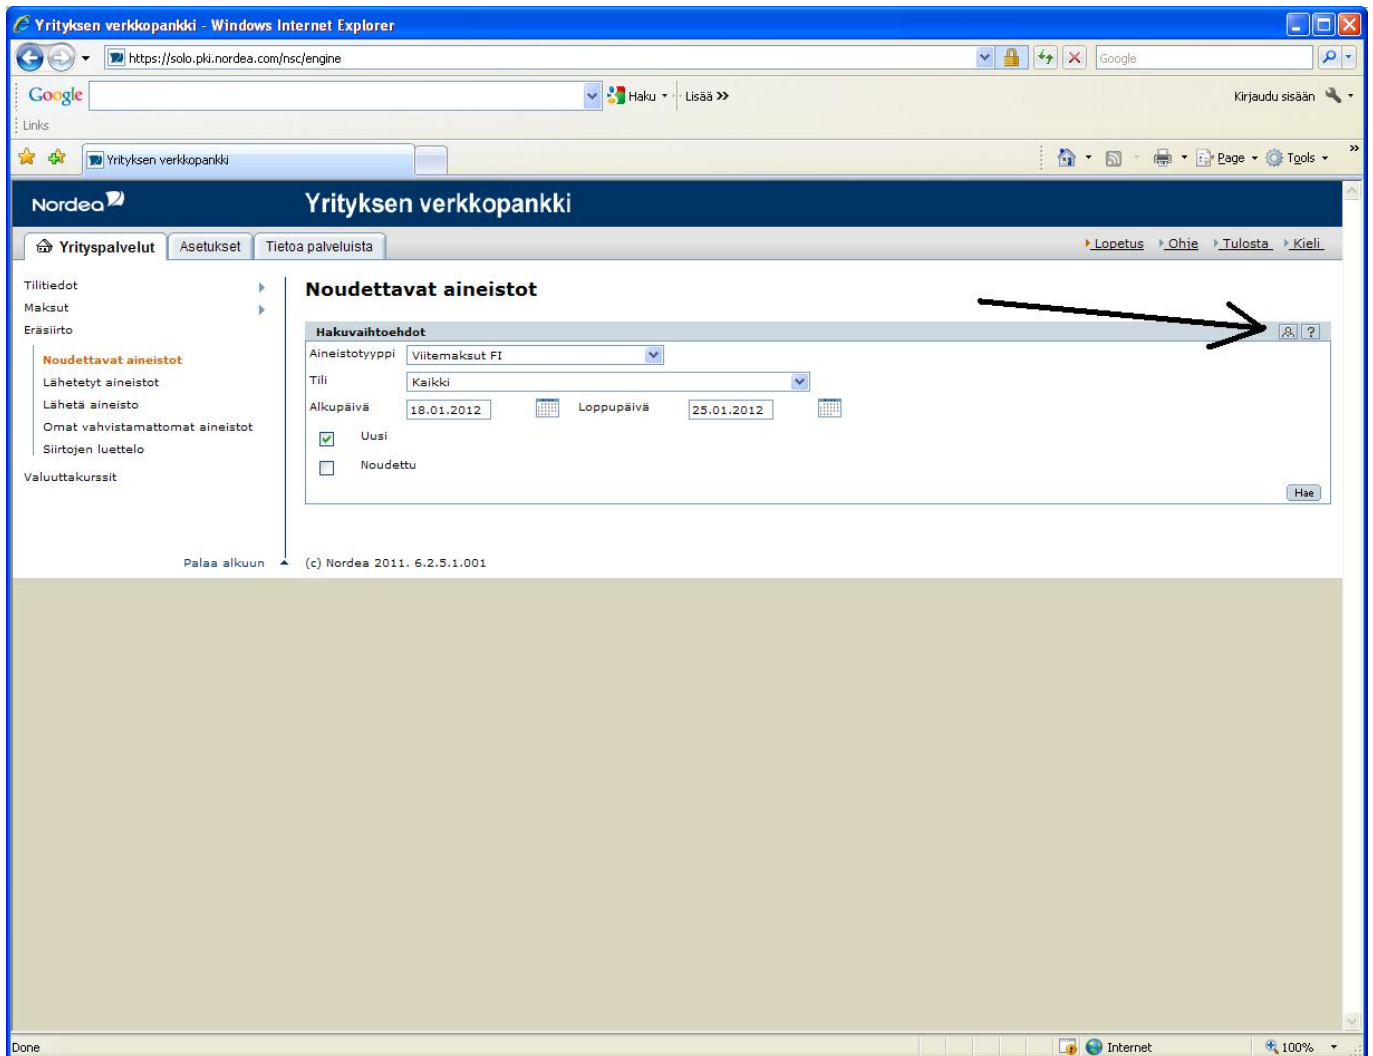 Yrityksen verkkopankki - Windows Internet Explorer
https://solo.pki.nordea.com/nsc/engine
Google
Google
Haku
Lisää »
Kirjaudu sisään
Links
Yrityksen verkkopankki
Page
Tools
»
Nordea
Yrityksen verkkopankki
Yrityspalvelut
Asetukset
Tietoa palveluista
Lopetus
Ohje
Tulosta
Kieli
Tilitiedot
Maksut
Eräsiirto
Noudettavat aineistot
Lähetetyt aineistot
Lähetä aineisto
Omat vahvistamattomat aineistot
Siirtojen luettelo
Valuuttakurssit
Palaa alkuun
Noudettavat aineistot
Hakuvaihtoehdot
?
Aineistotyyppi Viitemaksut FI
Tili Kaikki
Alkupäivä 18.01.2012 Loppupäivä 25.01.2012
Uusi
Noudettu
Hae
(c) Nordea 2011. 6.2.5.1.001
Done
Internet
100%